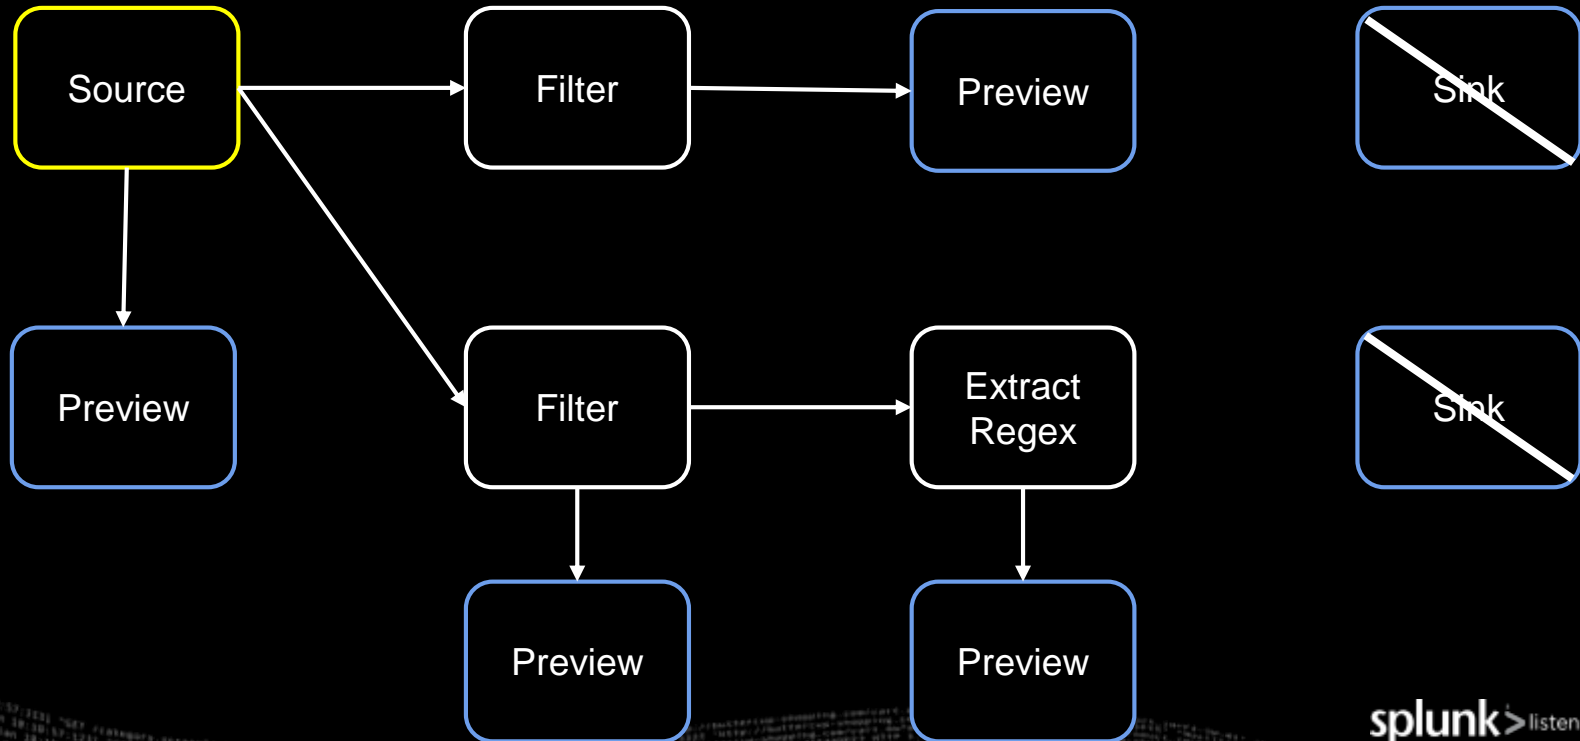 Source
Filter
Preview
Sink
Preview
Filter
Extract
Regex
Sink
Preview
Preview
splunk> listen